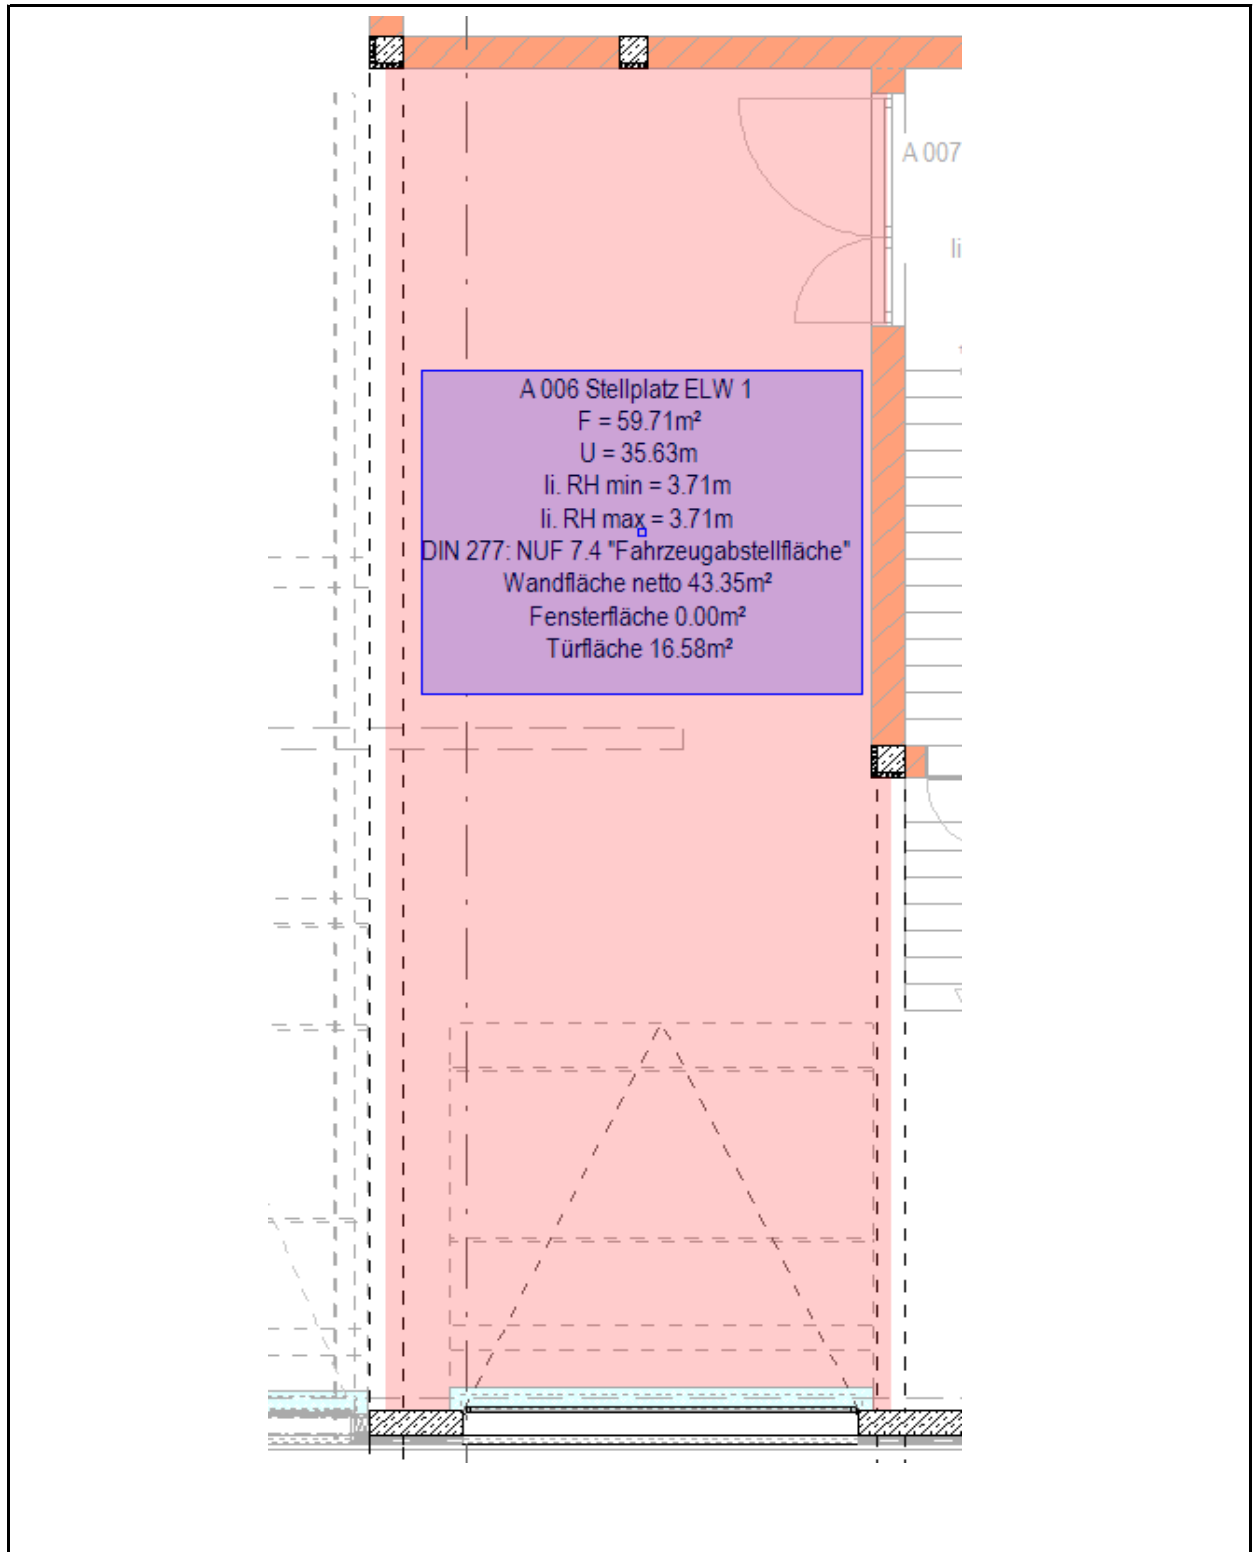 A 007
li
A 006 Stellplatz ELW 1
F = 59.71m²
U = 35.63m
li. RH min = 3.71m
li. RH max = 3.71m
DIN 277: NUF 7.4 "Fahrzeugabstellfläche"
Wandfläche netto 43.35m²
Fensterfläche 0.00m²
Türfläche 16.58m²